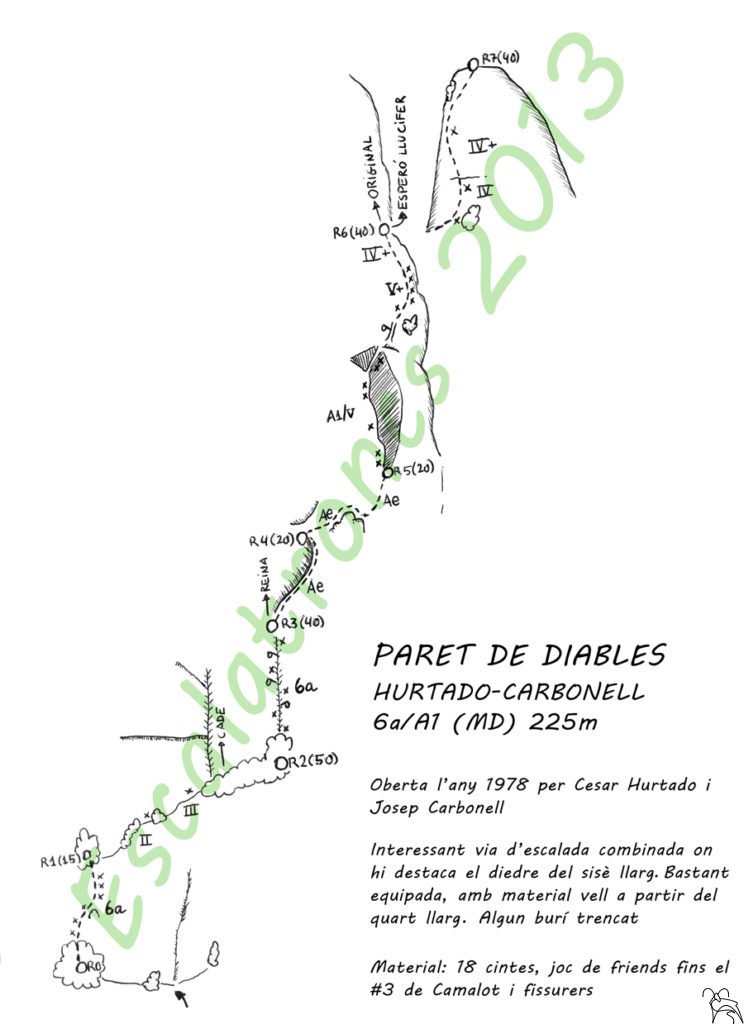 R7(40)
IV+
IV
ORIGINAL
ESPERÓ LLUCIFER
R6(40)
IV+
V+
A1/V
R5(20)
Ae
Ae
R4(20)
REINA
Ae
R3(40)
6a
CADE
R2(50)
III
II
R1(15)
6a
R0
Escalatroncs 2013
PARET DE DIABLES
HURTADO-CARBONELL
6a/A1 (MD) 225m
Oberta l'any 1978 per Cesar Hurtado i
Josep Carbonell
Interessant via d'escalada combinada on
hi destaca el diedre del sisè llarg. Bastant
equipada, amb material vell a partir del
quart llarg. Algun burí trencat
Material: 18 cintes, joc de friends fins el
#3 de Camalot i fissurers